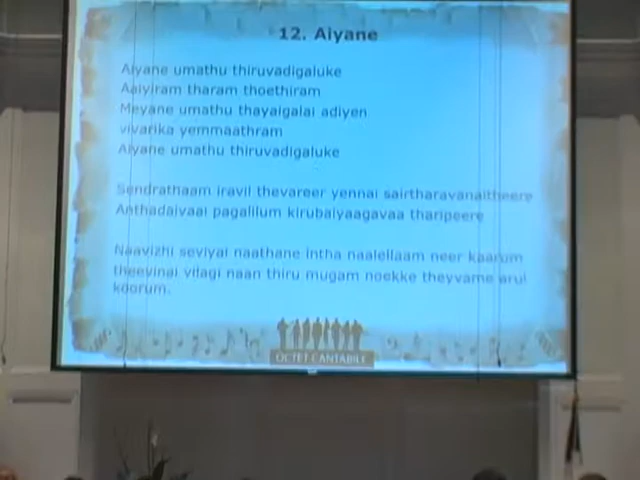 12. Aiyane
Aiyane umathu thiruvadigaluke
Aaiyiram tharam thoethiram
Meyane umathu thayaigalai adiyen
vivarika yemmaathram
Aiyane umathu thiruvadigaluke
Sendrathaam iravil thevareer yennai sairtharavanaitheere
Anthadaivaai pagalilum kirubaiyaagavaa tharipeere
Naavizhi seviyai naathane intha naalellaam neer kaarum
theevinai vilagi naan thiru mugam noekke theyvame arul
koorum.
OCTET CANTABILE